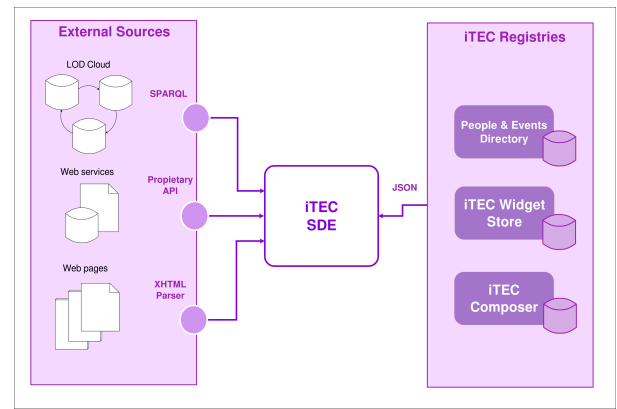 External Sources
LOD Cloud
SPARQL
Web services
Propietary
API
Web pages
XHTML
Parser
iTEC
SDE
JSON
iTEC Registries
People & Events
Directory
iTEC Widget
Store
iTEC
Composer